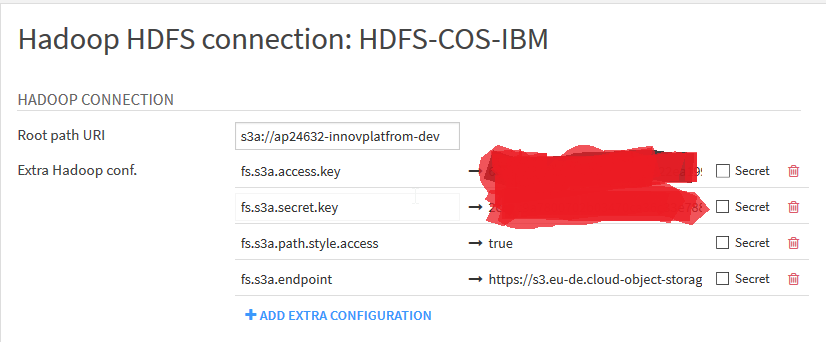 Hadoop HDFS connection: HDFS-COS-IBM
HADOOP CONNECTION
Root path URI s3a://ap24632-innovplatfrom-dev
Extra Hadoop conf. fs.s3a.access.key → Secret
fs.s3a.secret.key → Secret
fs.s3a.path.style.access → true Secret
fs.s3a.endpoint → https://s3.eu-de.cloud-object-storag Secret
+ ADD EXTRA CONFIGURATION